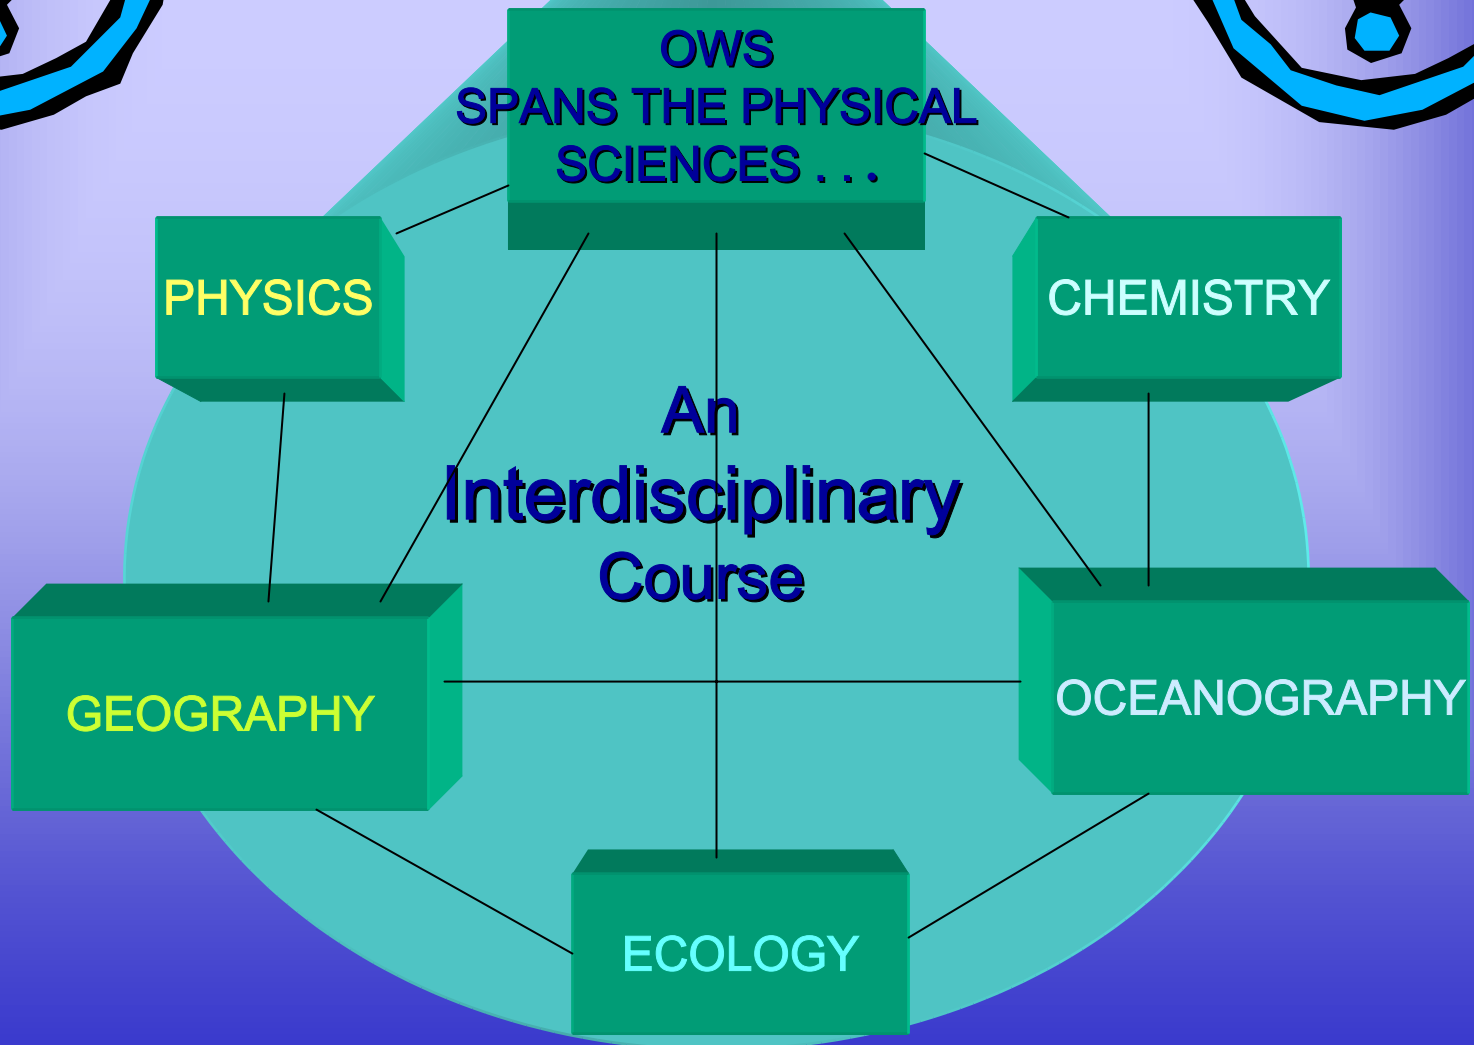 OWS
SPANS THE PHYSICAL
SCIENCES . . .
PHYSICS
CHEMISTRY
An
Interdisciplinary
Course
GEOGRAPHY
OCEANOGRAPHY
ECOLOGY